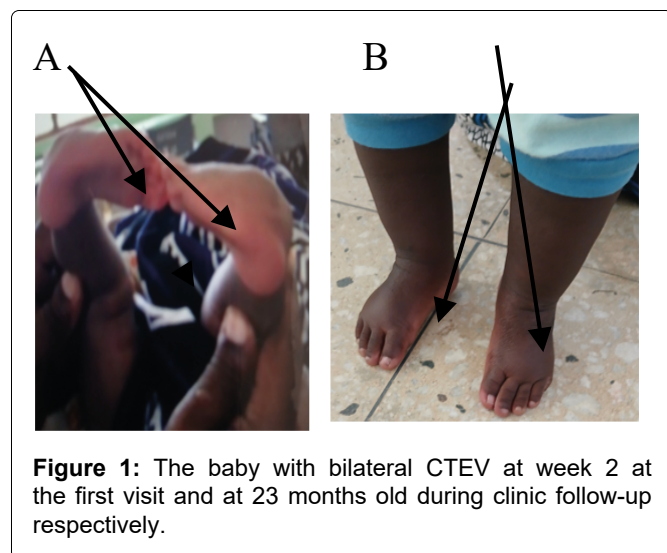 A
B
Figure 1: The baby with bilateral CTEV at week 2 at
the first visit and at 23 months old during clinic follow-up
respectively.